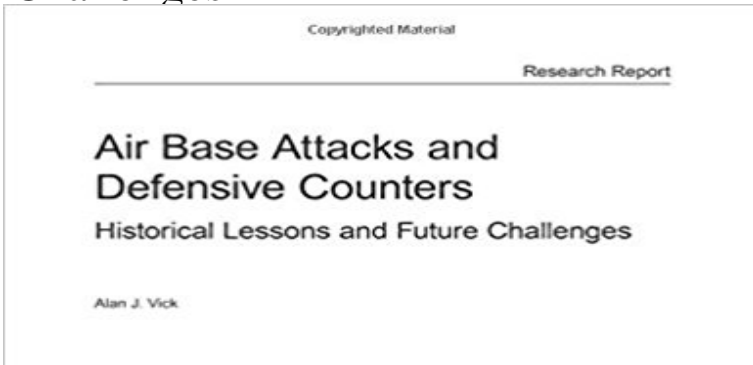 Copyrighted Material
Research Report
Air Base Attacks and
Defensive Counters
Historical Lessons and Future Challenges
Alan J. Vick